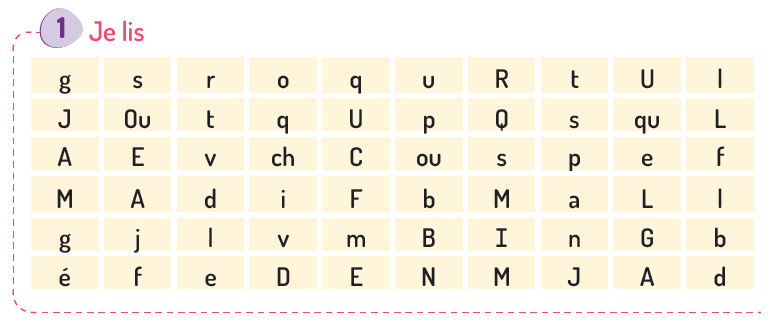 1 Je lis
g s r o q u R t U l
J Ou t q U p Q s qu L
A E v ch C ou s p e f
M A d i F b M a L l
g j l v m B I n G b
é f e D E N M J A d